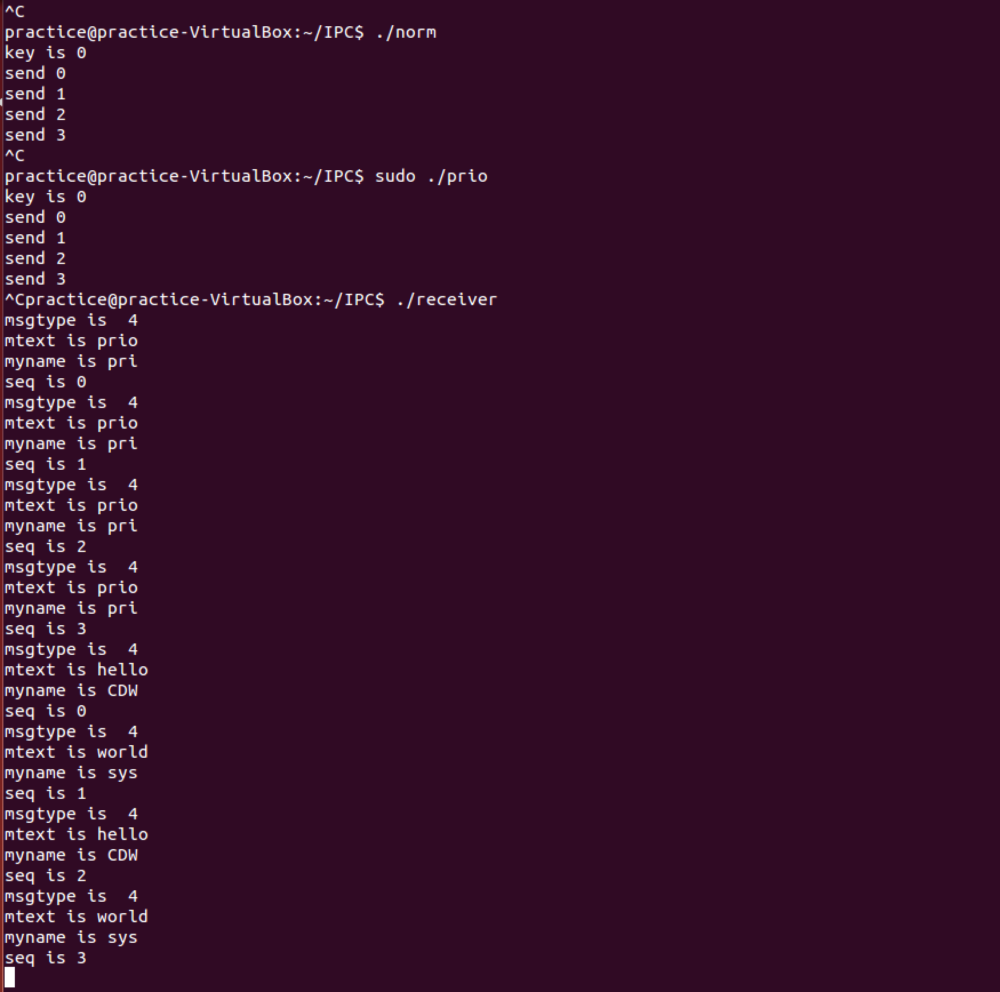 ^C
practice@practice-VirtualBox:~/IPC$ ./norm
key is 0
send 0
send 1
send 2
send 3
^C
practice@practice-VirtualBox:~/IPC$ sudo ./prio
key is 0
send 0
send 1
send 2
send 3
^Cpractice@practice-VirtualBox:~/IPC$ ./receiver
msgtype is  4
mtext is prio
myname is pri
seq is 0
msgtype is  4
mtext is prio
myname is pri
seq is 1
msgtype is  4
mtext is prio
myname is pri
seq is 2
msgtype is  4
mtext is prio
myname is pri
seq is 3
msgtype is  4
mtext is hello
myname is CDW
seq is 0
msgtype is  4
mtext is world
myname is sys
seq is 1
msgtype is  4
mtext is hello
myname is CDW
seq is 2
msgtype is  4
mtext is world
myname is sys
seq is 3